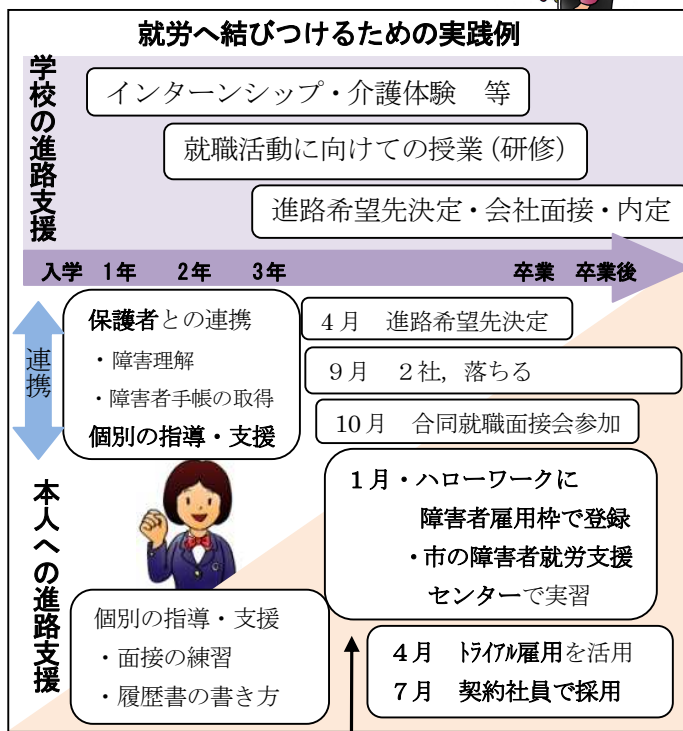 就労へ結びつけるための実践例
学校の進路支援
インターンシップ・介護体験　等
就職活動に向けての授業(研修)
進路希望先決定・会社面接・内定
入学　1年　2年　3年　卒業　卒業後
連携
保護者との連携
・障害理解
・障害者手帳の取得
個別の指導・支援
4月　進路希望先決定
9月　2社，落ちる
10月　合同就職面接会参加
1月・ハローワークに
障害者雇用枠で登録
・市の障害者就労支援
センターで実習
本人への進路支援
個別の指導・支援
・面接の練習
・履歴書の書き方
4月　ﾄﾗｲｱﾙ雇用を活用
7月　契約社員で採用